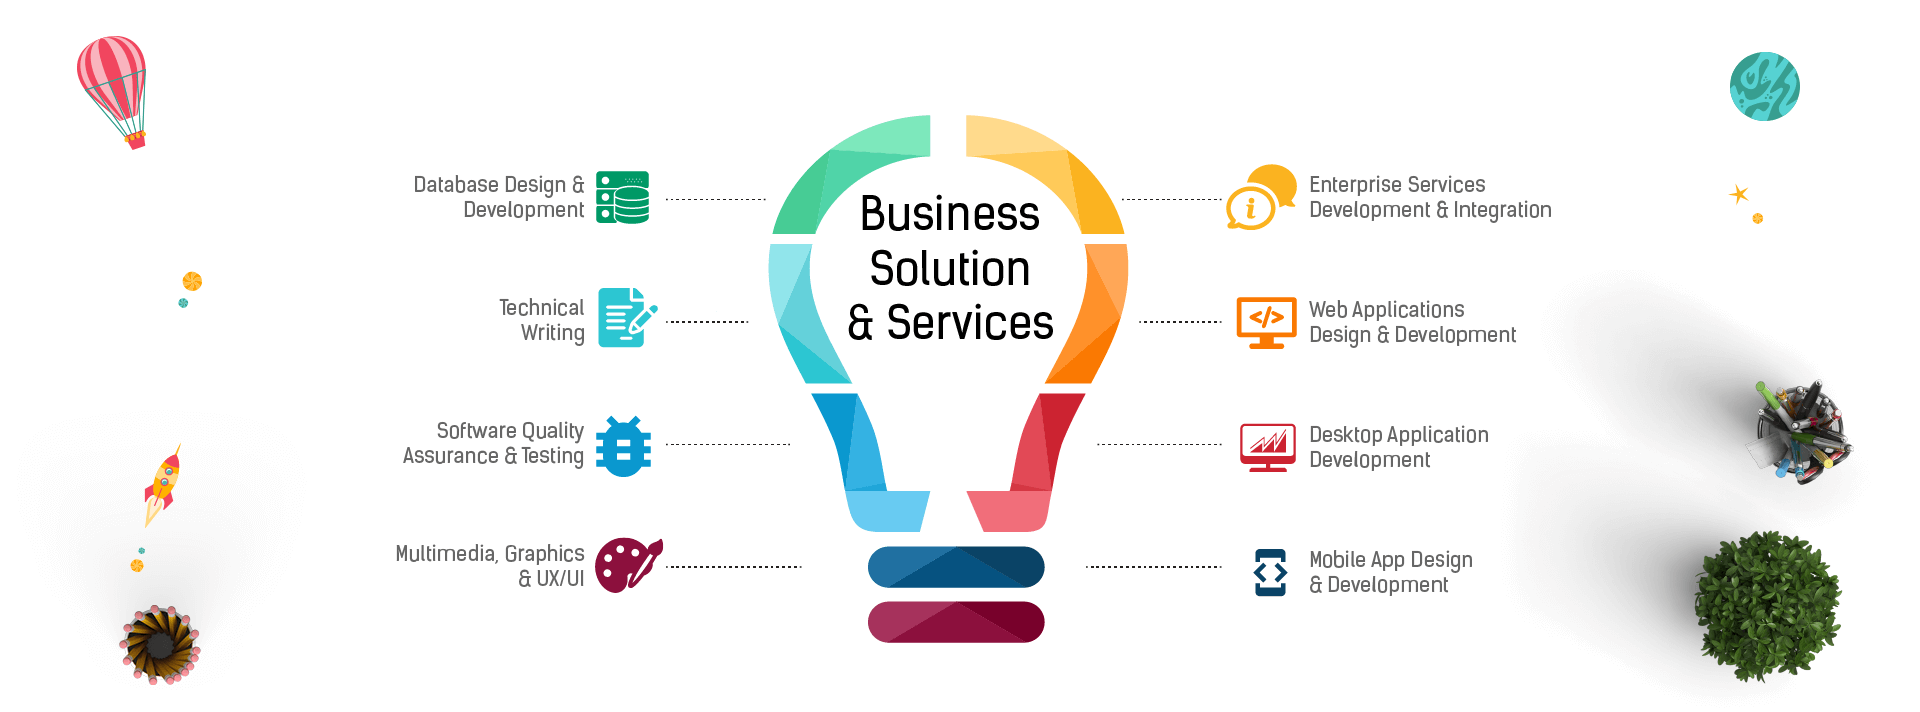 Business
Solution
& Services
Database Design &
Development
Technical
Writing
Software Quality
Assurance & Testing
Multimedia, Graphics
& UX/UI
Enterprise Services
Development & Integration
Web Applications
Design & Development
Desktop Application
Development
Mobile App Design
& Development